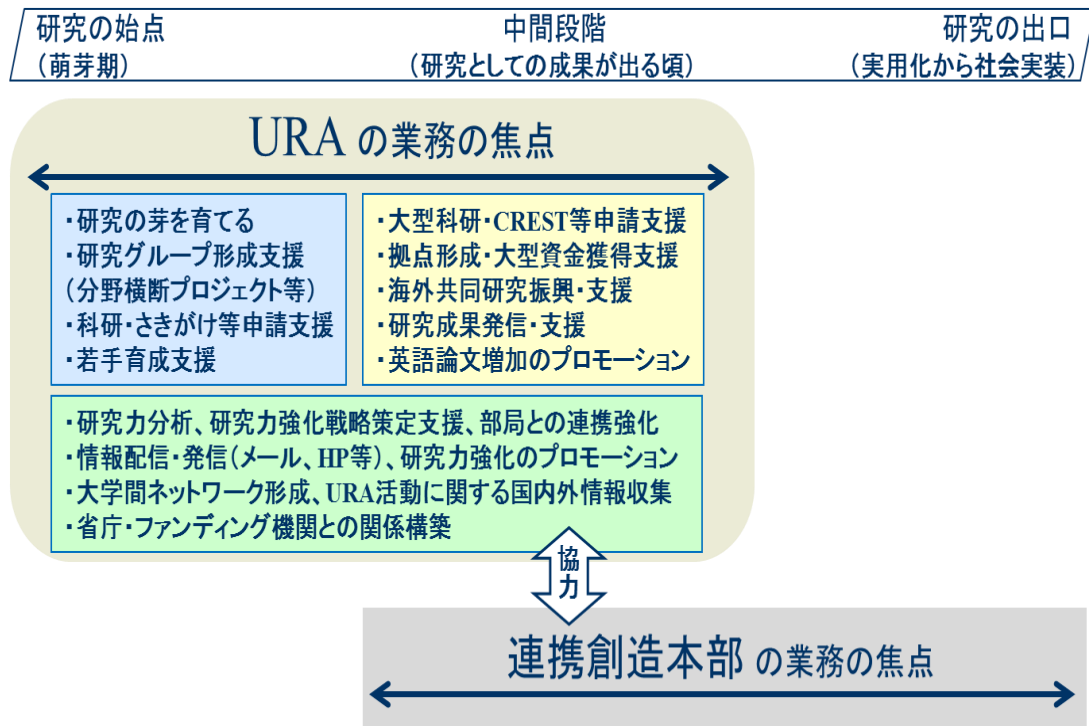 研究の始点
(萌芽期)
中間段階
(研究としての成果が出る頃)
研究の出口
(実用化から社会実装)
URA の業務の焦点
・研究の芽を育てる
・研究グループ形成支援
(分野横断プロジェクト等)
・科研・さきがけ等申請支援
・若手育成支援
・大型科研・CREST等申請支援
・拠点形成・大型資金獲得支援
・海外共同研究振興・支援
・研究成果発信・支援
・英語論文増加のプロモーション
・研究力分析、研究力強化戦略策定支援、部局との連携強化
・情報配信・発信(メール、HP等)、研究力強化のプロモーション
・大学間ネットワーク形成、URA活動に関する国内外情報収集
・省庁・ファンディング機関との関係構築
協
力
連携創造本部 の業務の焦点